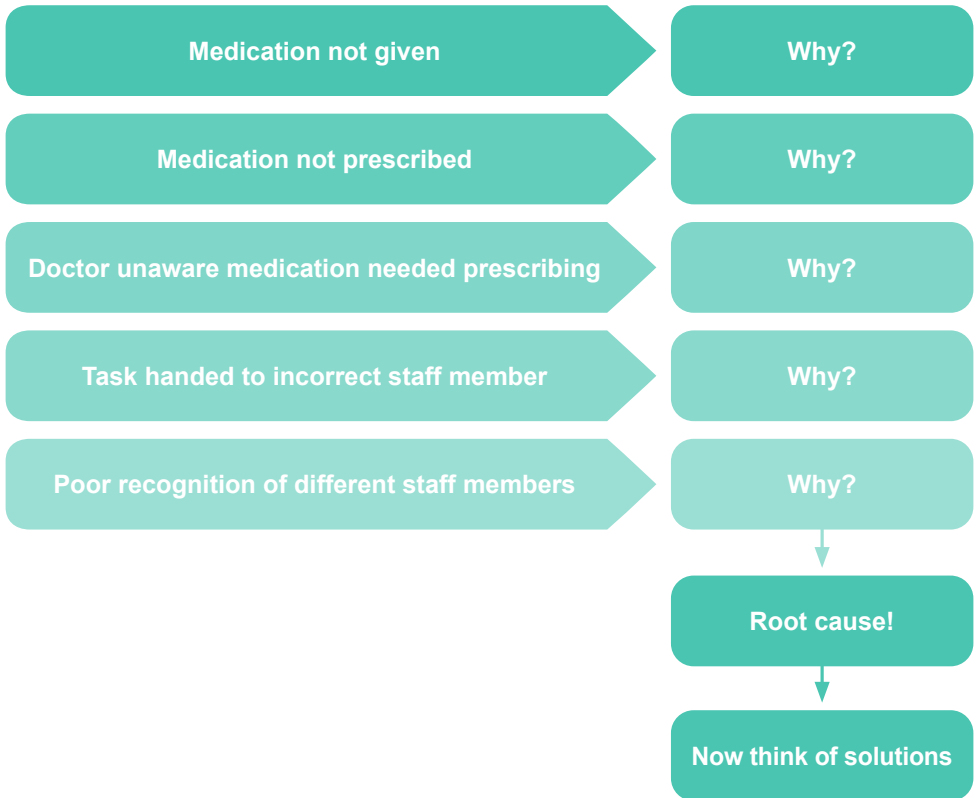 Medication not given
Why?
Medication not prescribed
Why?
Doctor unaware medication needed prescribing
Why?
Task handed to incorrect staff member
Why?
Poor recognition of different staff members
Why?
Root cause!
Now think of solutions